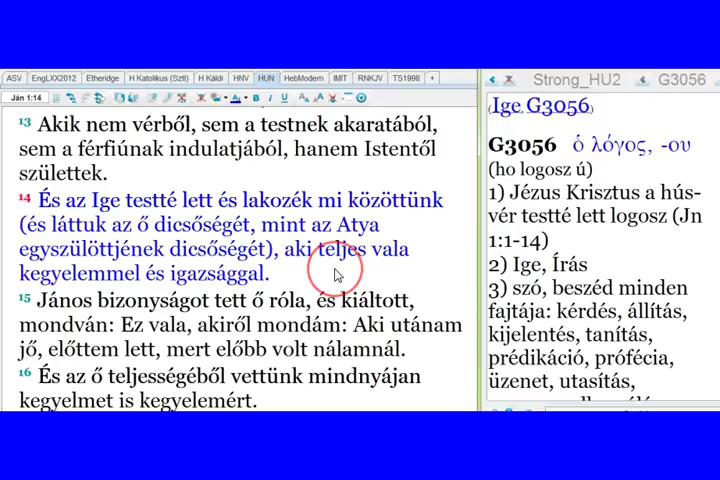 ASV EngLXX2012 Etheridge H Katolikus (Sztl) H Káldi HNV HUN HebModern IMIT RNKJV TS1998 +
Ján 1:14
13 Akik nem vérből, sem a testnek akaratából,
sem a férfiúnak indulatjából, hanem Istentől
születtek.
14 És az Ige testté lett és lakozék mi közöttünk
(és láttuk az ő dicsőségét, mint az Atya
egyszülöttjének dicsőségét), aki teljes vala
kegyelemmel és igazsággal.
15 János bizonyságot tett ő róla, és kiáltott,
mondván: Ez vala, akiről mondám: Aki utánam
jő, előttem lett, mert előbb volt nálamnál.
16 És az ő teljességéből vettünk mindnyájan
kegyelmet is kegyelemért.
Strong_HU2 G3056
Ige G3056
G3056 ὁ λόγος, -ου
(ho logosz ú)
1) Jézus Krisztus a hús-
vér testté lett logosz (Jn
1:1-14)
2) Ige, Írás
3) szó, beszéd minden
fajtája: kérdés, állítás,
kijelentés, tanítás,
prédikáció, prófécia,
üzenet, utasítás,